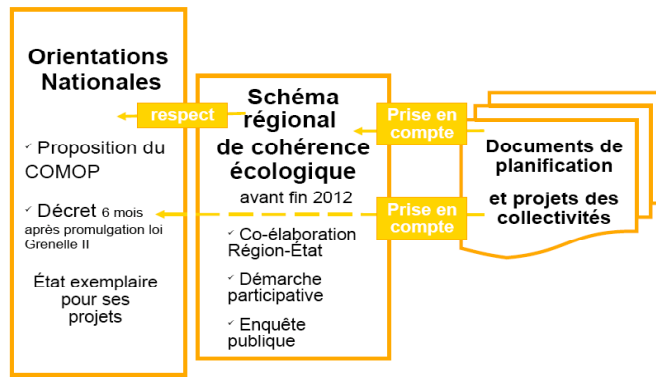 Orientations
Nationales
✓ Proposition du
COMOP
✓ Décret 6 mois
après promulgation loi
Grenelle II
État exemplaire
pour ses
projets
respect
Schéma
régional
de cohérence
écologique
avant fin 2012
✓ Co-élaboration
Région-État
✓ Démarche
participative
✓ Enquête
publique
Prise en
compte
Prise en
compte
Documents de
planification
et projets des
collectivités